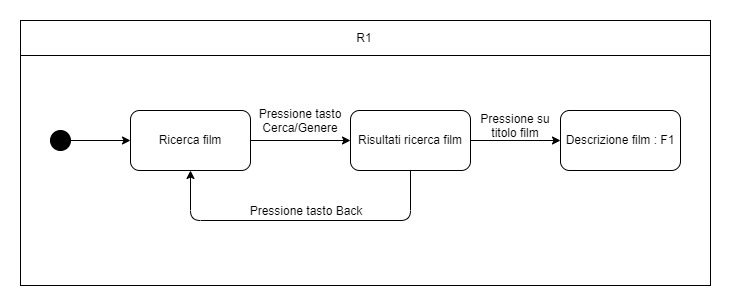 R1
Pressione tasto
Cerca/Genere
Pressione su
titolo film
Ricerca film
Risultati ricerca film
Descrizione film : F1
Pressione tasto Back